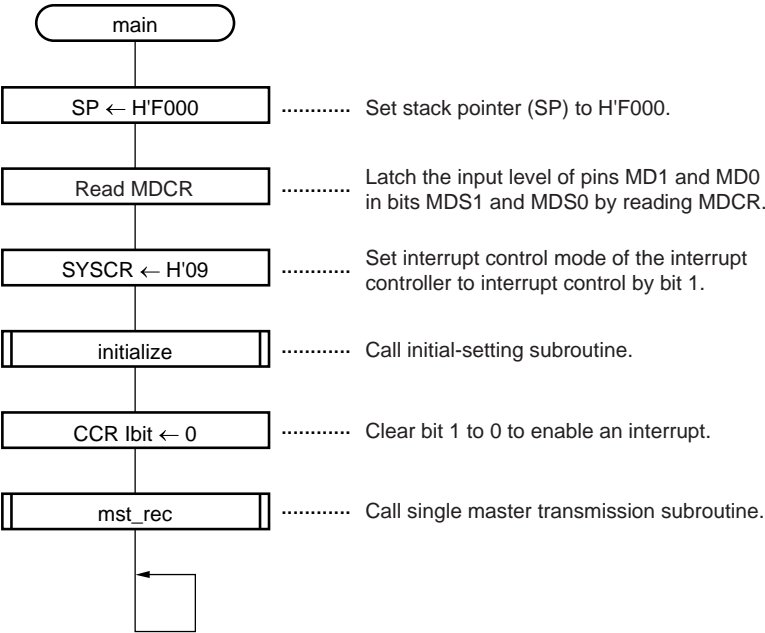 main
SP ← H'F000
Set stack pointer (SP) to H'F000.
Read MDCR
Latch the input level of pins MD1 and MD0
in bits MDS1 and MDS0 by reading MDCR.
SYSCR ← H'09
Set interrupt control mode of the interrupt
controller to interrupt control by bit 1.
initialize
Call initial-setting subroutine.
CCR Ibit ← 0
Clear bit 1 to 0 to enable an interrupt.
mst_rec
Call single master transmission subroutine.